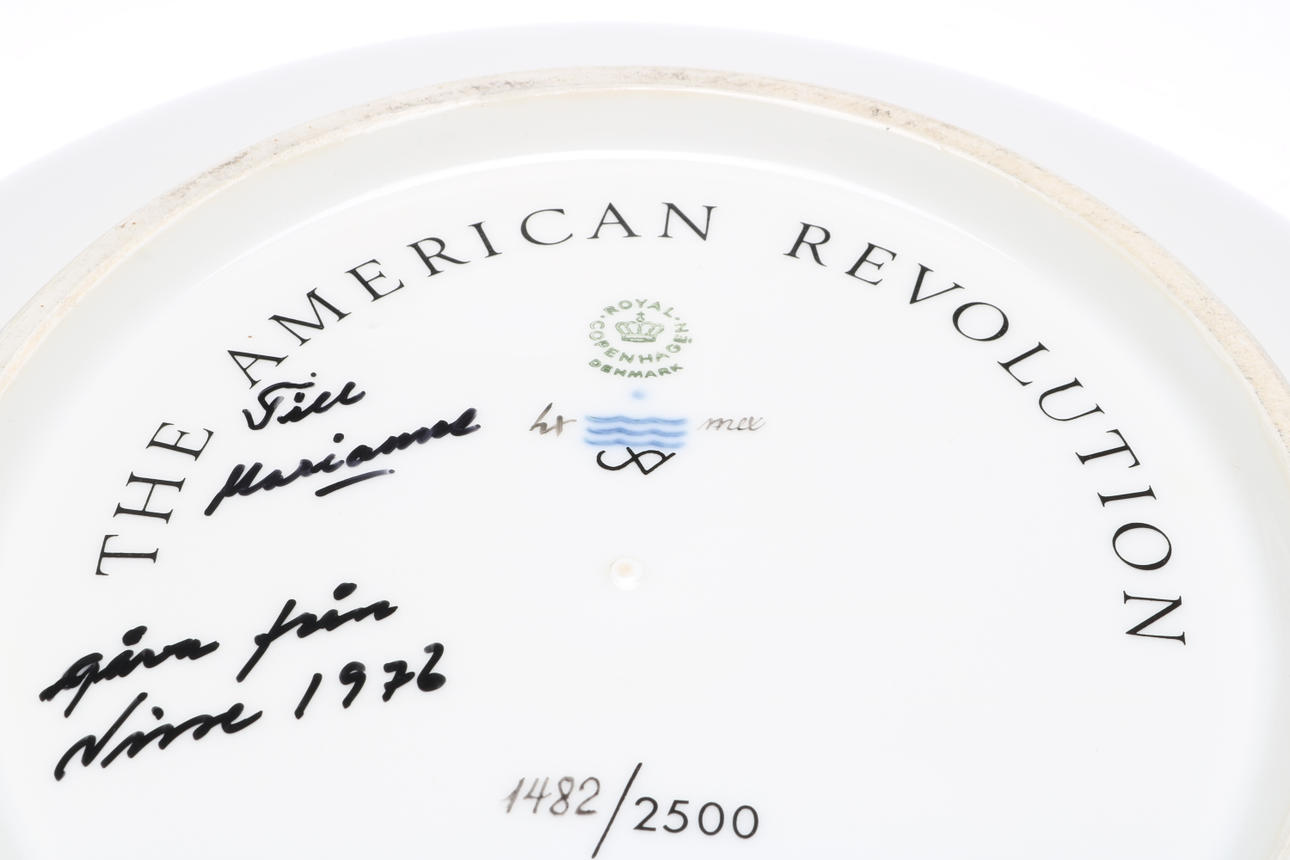 THE AMERICAN REVOLUTION
ROYAL COPENHAGEN
DENMARK
Till
Marianne
gåva från
Nisse 1976
1482/2500